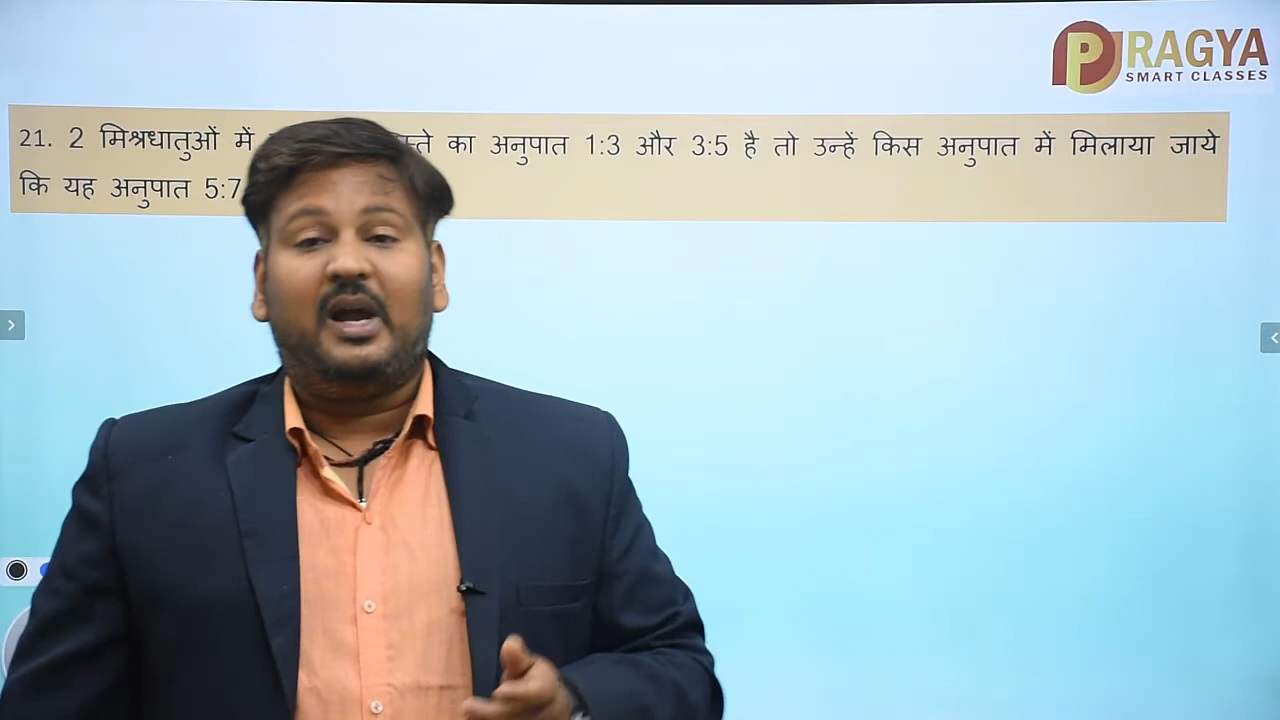 PRAGYA
SMART CLASSES
21. 2 मिश्रधातुओं में का अनुपात 1:3 और 3:5 है तो उन्हें किस अनुपात में मिलाया जाये
कि यह अनुपात 5:7